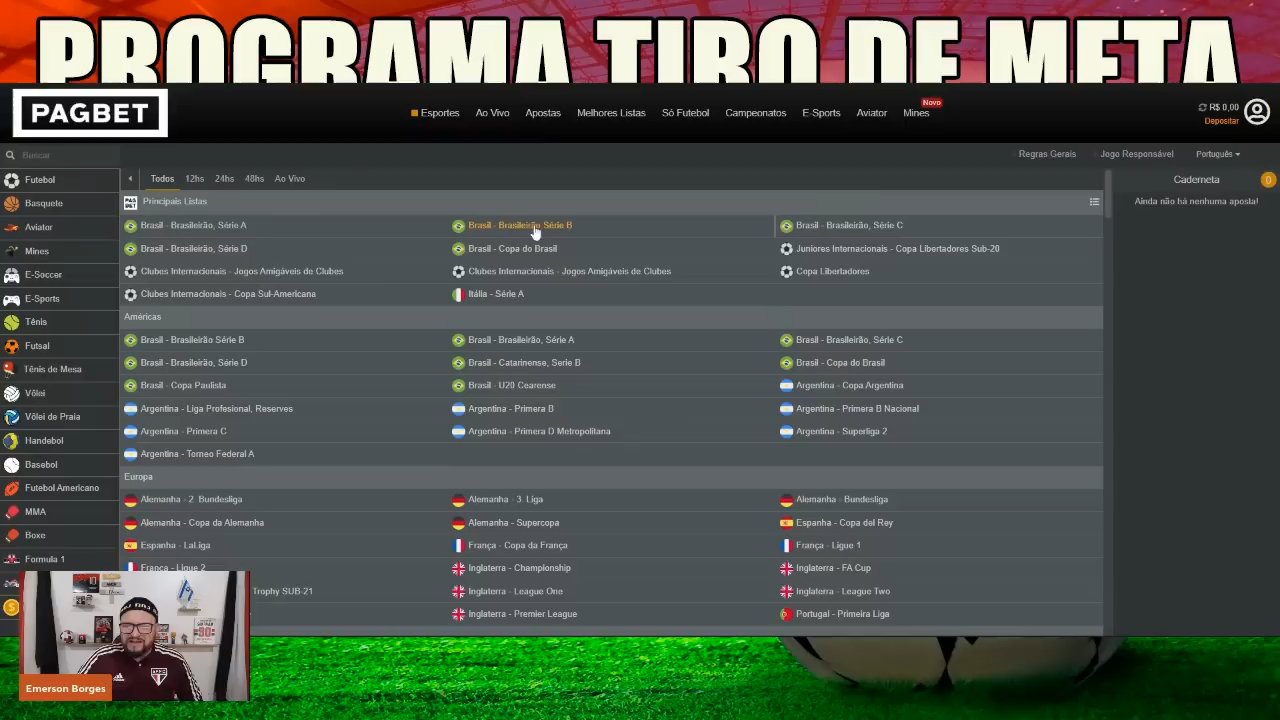 PROGRAMA TIRO DE META
PAGBET
Esportes Ao Vivo Apostas Melhores Listas Só Futebol Campeonatos E-Sports Aviator Mines Novo
R$ 0,00
Depositar
Buscar
Regras Gerais Jogo Responsável Português
Todos 12hs 24hs 48hs Ao Vivo
Caderneta 0
Ainda não há nenhuma aposta!
Futebol
Basquete
Aviator
Mines
E-Soccer
E-Sports
Tênis
Futsal
Tênis de Mesa
Vôlei
Vôlei de Praia
Handebol
Basebol
Futebol Americano
MMA
Boxe
Formula 1
PAG BET Principais Listas
Brasil - Brasileirão, Série A Brasil - Brasileirão Série B Brasil - Brasileirão, Série C
Brasil - Brasileirão, Série D Brasil - Copa do Brasil Juniores Internacionais - Copa Libertadores Sub-20
Clubes Internacionais - Jogos Amigáveis de Clubes Clubes Internacionais - Jogos Amigáveis de Clubes Copa Libertadores
Clubes Internacionais - Copa Sul-Americana Itália - Série A
Américas
Brasil - Brasileirão Série B Brasil - Brasileirão, Série A Brasil - Brasileirão, Série C
Brasil - Brasileirão, Série D Brasil - Catarinense, Serie B Brasil - Copa do Brasil
Brasil - Copa Paulista Brasil - U20 Cearense Argentina - Copa Argentina
Argentina - Liga Profesional, Reserves Argentina - Primera B Argentina - Primera B Nacional
Argentina - Primera C Argentina - Primera D Metropolitana Argentina - Superliga 2
Argentina - Torneo Federal A
Europa
Alemanha - 2. Bundesliga Alemanha - 3. Liga Alemanha - Bundesliga
Alemanha - Copa da Alemanha Alemanha - Supercopa Espanha - Copa del Rey
Espanha - LaLiga França - Copa da França França - Ligue 1
França - Ligue 2 Inglaterra - Championship Inglaterra - FA Cup
Trophy SUB-21 Inglaterra - League One Inglaterra - League Two
Inglaterra - Premier League Portugal - Primeira Liga
Emerson Borges